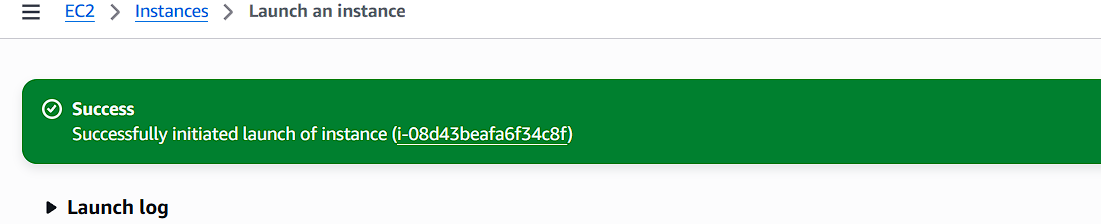 EC2 > Instances > Launch an instance
Success
Successfully initiated launch of instance (i-08d43beafa6f34c8f)
Launch log